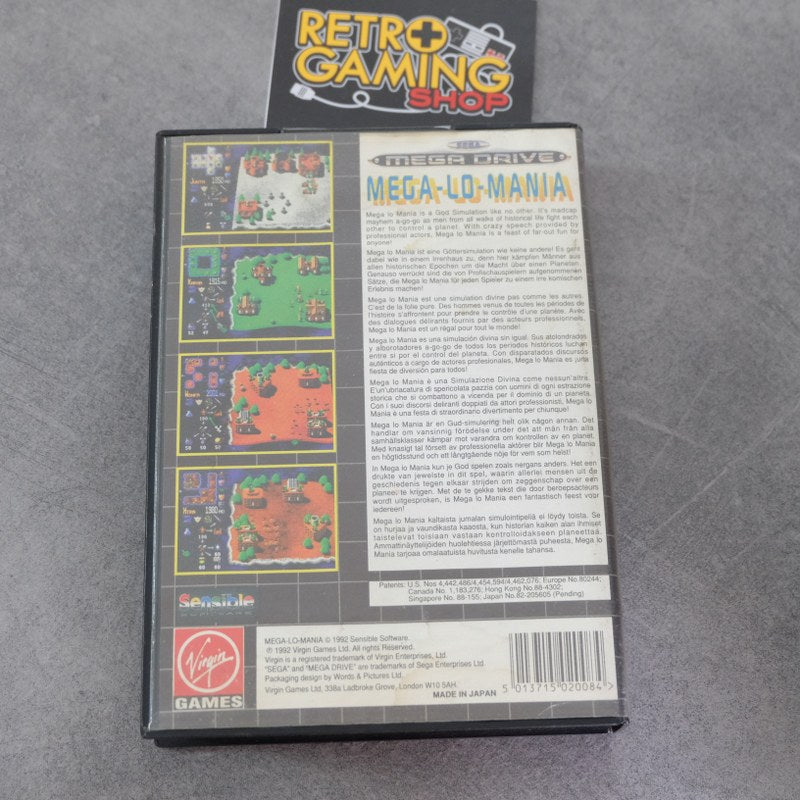 RETRO
GAMING
SHOP
SEGA
MEGA DRIVE
MEGA-LO-MANIA
Mega lo Mania is a God Simulation like no other. It's madcap
mayhem a-go-go as men from all walks of historical life fight each
other to control a planet. With crazy speech provided by
professional actors, Mega lo Mania is a feast of far-out fun for
anyone!
Mega lo Mania ist eine Göttersimulation wie keine andere! Es geht
dabei wie in einem Irrenhaus zu, denn hier kämpfen Männer aus
allen historischen Epochen um die Macht über einen Planeten.
Genauso verrückt sind die von Profischauspielern aufgenommenen
Sätze, die Mega lo Mania für jeden Spieler zu einem irre komischen
Erlebnis machen!
Mega lo Mania est une simulation divine pas comme les autres.
C'est de la folie pure. Des hommes venus de toutes les périodes de
l'histoire s'affrontent pour prendre le contrôle d'une planète. Avec
des dialogues délirants fournis par des acteurs professionnels,
Mega lo Mania est un régal pour tout le monde!
Mega lo Mania es una simulación divina sin igual. Sus atolondrados
y alborotadores a-go-go de todos los periodos históricos luchan
entre si por el control del planeta. Con disparatados discursos
auténticos a cargo de actores profesionales, Mega lo Mania es ¡una
fiesta de diversión para todos!
Mega lo Mania è una Simulazione Divina come nessun'altra.
E'un'ubriacatura di spericolata pazzia con uomini di ogni estrazione
storica che si combattono a vicenda per il dominio di un pianeta.
Con i suoi discorsi deliranti doppiati da attori professionisti, Mega lo
Mania è una festa di straordinario divertimento per chiunque!
Mega lo Mania är en Gud-simulering helt olik någon annan. Det
handlar om vansinnig förödelse under det att män från alla
samhällsklasser kämpar mot varandra om kontrollen av en planet.
Med knasigt tal försett av professionella aktörer blir Mega lo Mania
en högtidsstund och ett långtgående nöje för vem som helst!
In Mega lo Mania kun je God spelen zoals nergens anders. Het een
drukte van jewelste in dit spel, waarin allerlei mensen uit de
geschiedenis tegen elkaar strijden om zeggenschap over een
planeet te krijgen. Met de te gekke tekst die door beroepsacteurs
wordt uitgesproken, is Mega lo Mania een fantastisch feest voor
iedereen!
Mega lo Mania kaltaista jumalan simulointipeliä ei löydy toista. Se
on hurjaa ja vaundikasta kaaosta, kun historian kaiken alan ihmiset
taistelevat toisiaan vastaan kontrolloidakseen planeettaa.
Ammattinäyttelijöiden huolehtiessa järjettömästä puheesta, Mega lo
Mania tarjoaa omalaatuista huvitusta kenelle tahansa.
Patents: U.S. Nos 4,442,486/4,454,594/4,462,076; Europe No.80244;
Canada No. 1,183,276; Hong Kong No.88-4302;
Singapore No. 88-155; Japan No.82-205605 (Pending)
Sensible
SOFTWARE
Virgin
GAMES
MEGA-LO-MANIA © 1992 Sensible Software.
℗ 1992 Virgin Games Ltd. All rights Reserved.
Virgin is a registered trademark of Virgin Enterprises, Ltd
"SEGA" and "MEGA DRIVE" are trademarks of Sega Enterprises Ltd.
Packaging design by Words & Pictures Ltd.
Virgin Games Ltd, 338a Ladbroke Grove, London W10 5AH.
MADE IN JAPAN
5 013715 020084 >